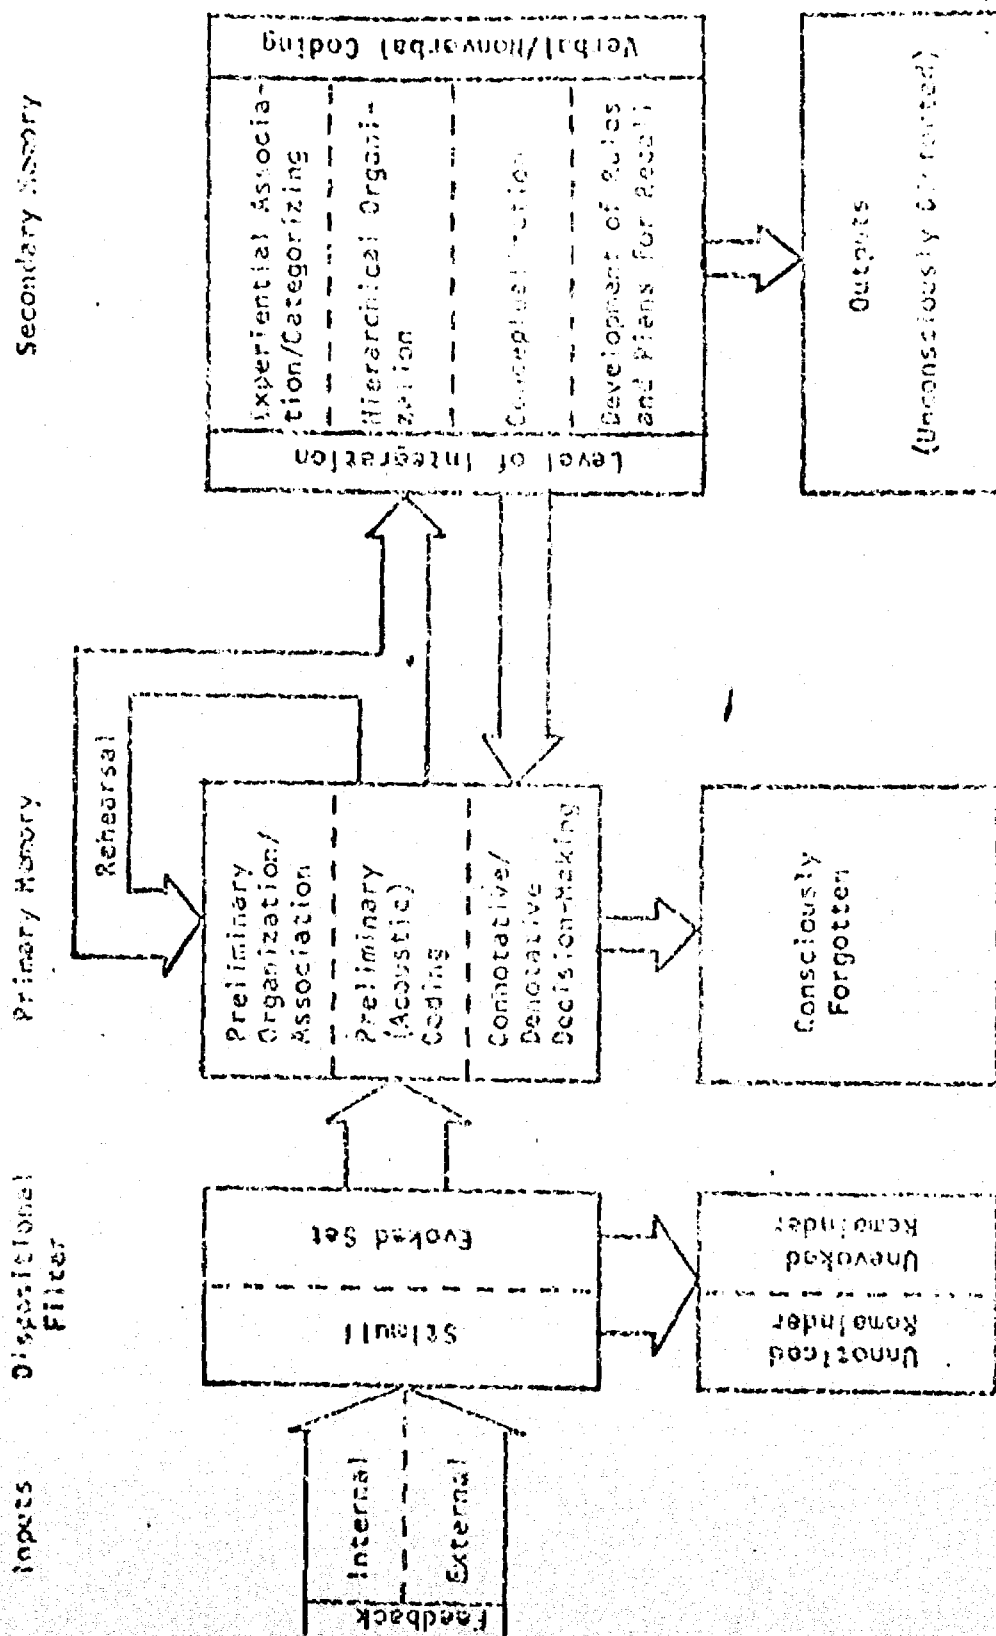 Inputs
Dispositional
Filter
Primary Memory
Secondary Memory
Feedback
Internal
External
Stimuli
Evoked Set
Unnoticed
Remainder
Unevoked
Remainder
Rehearsal
Preliminary
Organization/
Association
Preliminary
(Acoustic)
Coding
Connotative/
Denotative
Decision-Making
Consciously
Forgotten
Level of Integration
Experiential Associa-
tion/Categorizing
Hierarchical Organi-
zation
Conceptualization
Development of Rules
and Plans for Recall
Verbal/Nonverbal Coding
Outputs
(Unconsciously